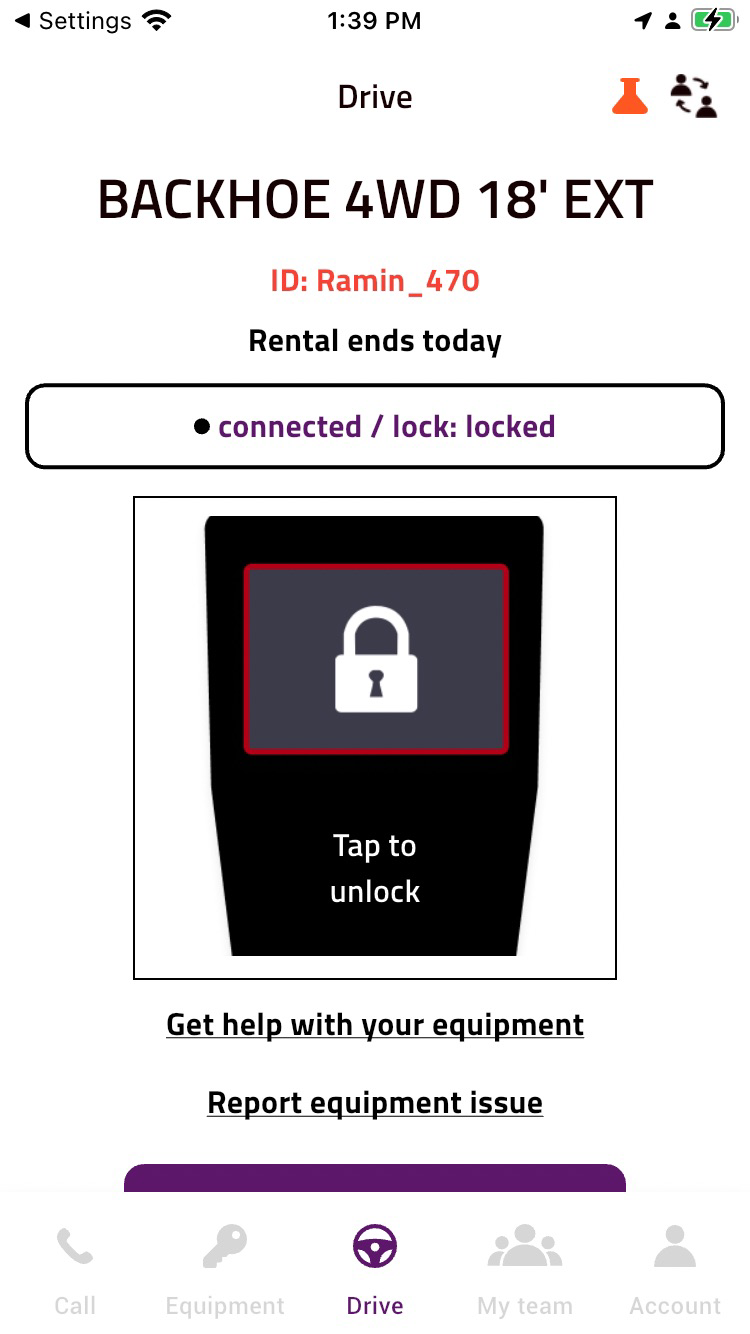 Settings
1:39 PM
Drive
BACKHOE 4WD 18' EXT
ID: Ramin_470
Rental ends today
connected / lock: locked
Tap to
unlock
Get help with your equipment
Report equipment issue
Call
Equipment
Drive
My team
Account